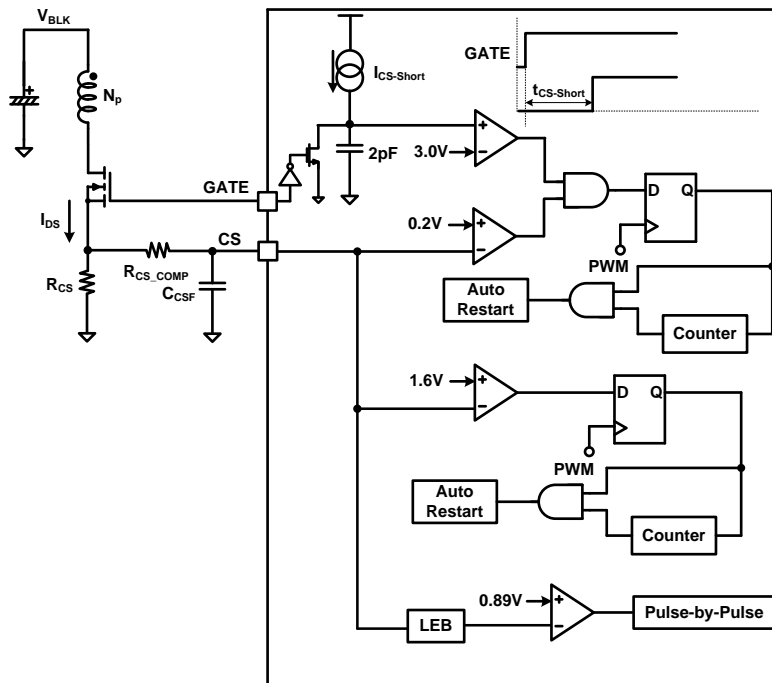 V_BLK
N_p
I_DS
R_CS
R_CS_COMP
C_CSF
GATE
CS
I_CS-Short
2pF
3.0V
+
−
GATE
t_CS-Short
0.2V
+
−
D Q
PWM
Auto
Restart
Counter
1.6V
+
−
D Q
PWM
Auto
Restart
Counter
0.89V
+
−
LEB
Pulse-by-Pulse
+